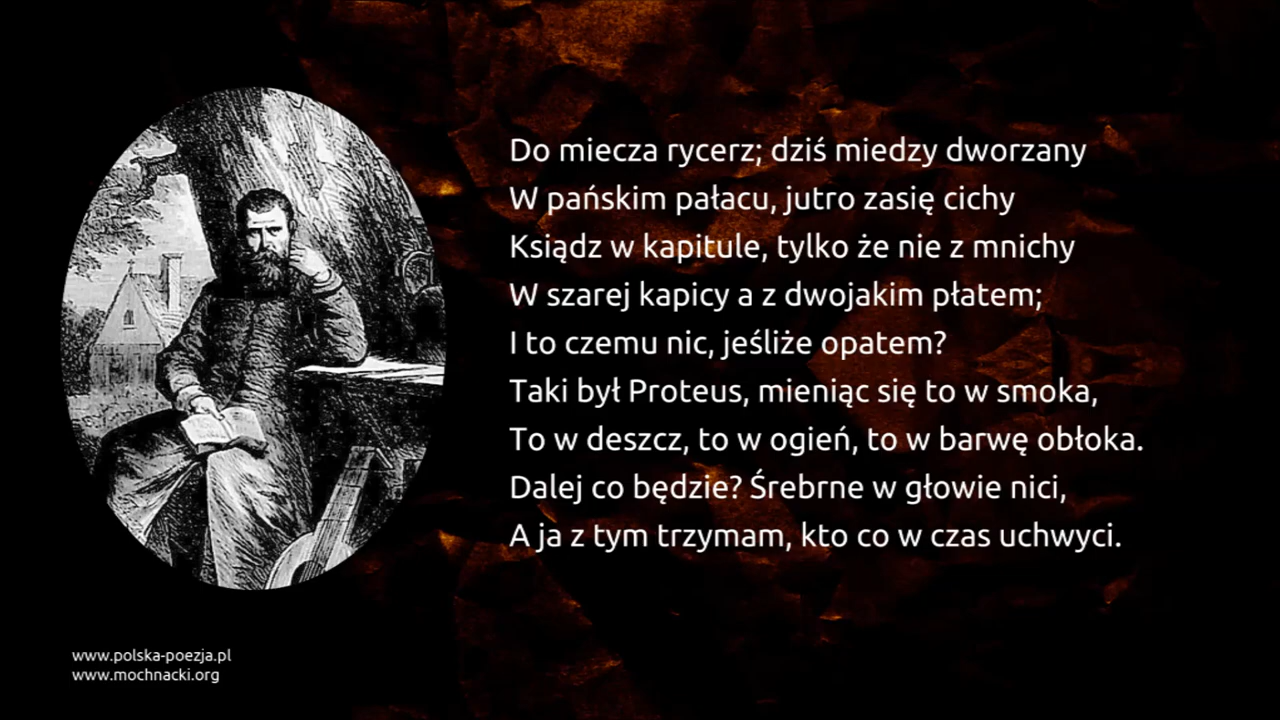 Do miecza rycerz; dziś miedzy dworzany
W pańskim pałacu, jutro zasię cichy
Ksiądz w kapitule, tylko że nie z mnichy
W szarej kapicy a z dwojakim płatem;
I to czemu nic, jeśliże opatem?
Taki był Proteus, mieniąc się to w smoka,
To w deszcz, to w ogień, to w barwę obłoka.
Dalej co będzie? Śrebrne w głowie nici,
A ja z tym trzymam, kto co w czas uchwyci.
www.polska-poezja.pl
www.mochnacki.org